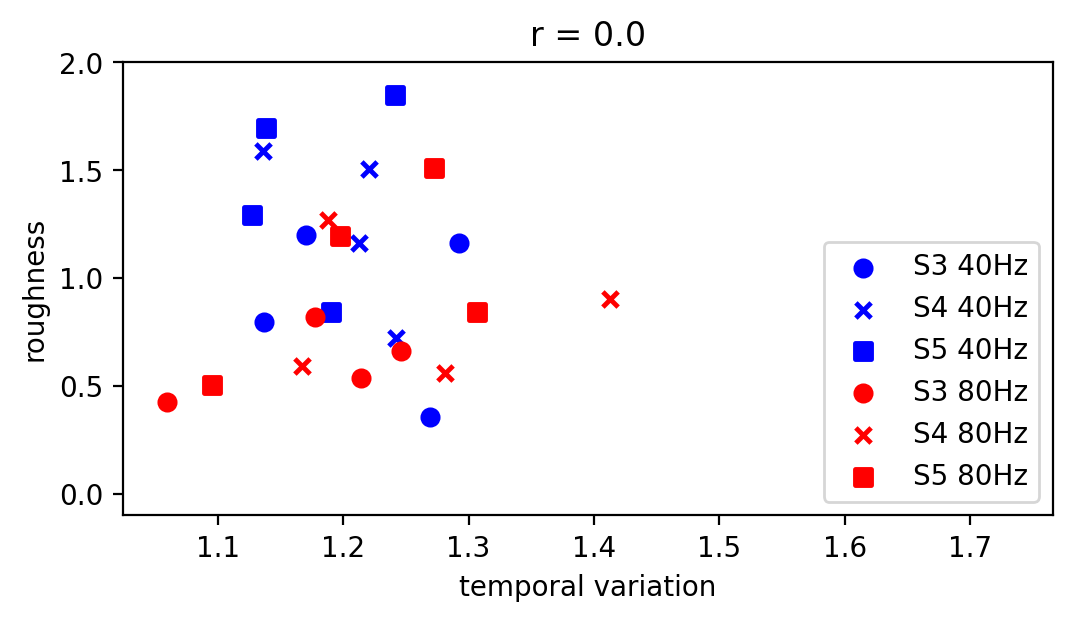 r = 0.0
roughness
2.0
1.5
1.0
0.5
0.0
S3 40Hz
S4 40Hz
S5 40Hz
S3 80Hz
S4 80Hz
S5 80Hz
1.1 1.2 1.3 1.4 1.5 1.6 1.7
temporal variation